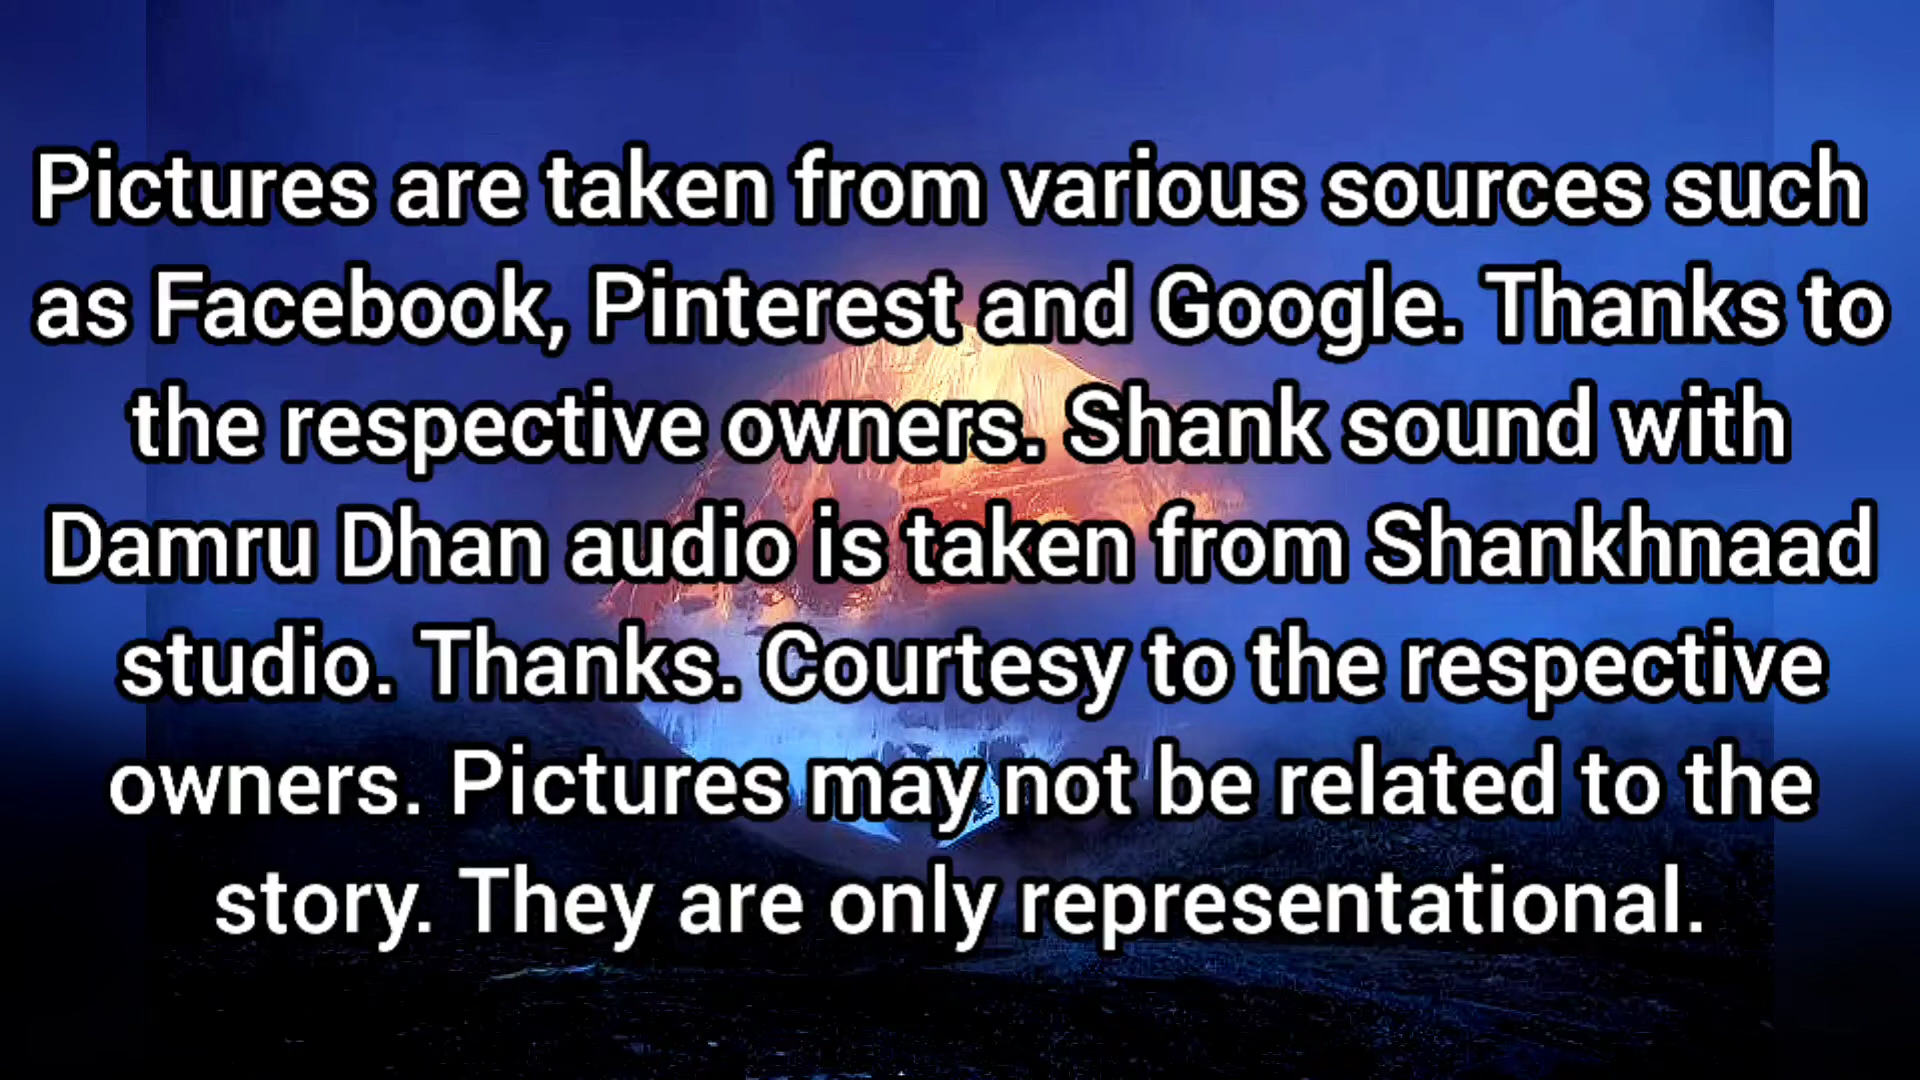 Pictures are taken from various sources such
as Facebook, Pinterest and Google. Thanks to
the respective owners. Shank sound with
Damru Dhan audio is taken from Shankhnaad
studio. Thanks. Courtesy to the respective
owners. Pictures may not be related to the
story. They are only representational.